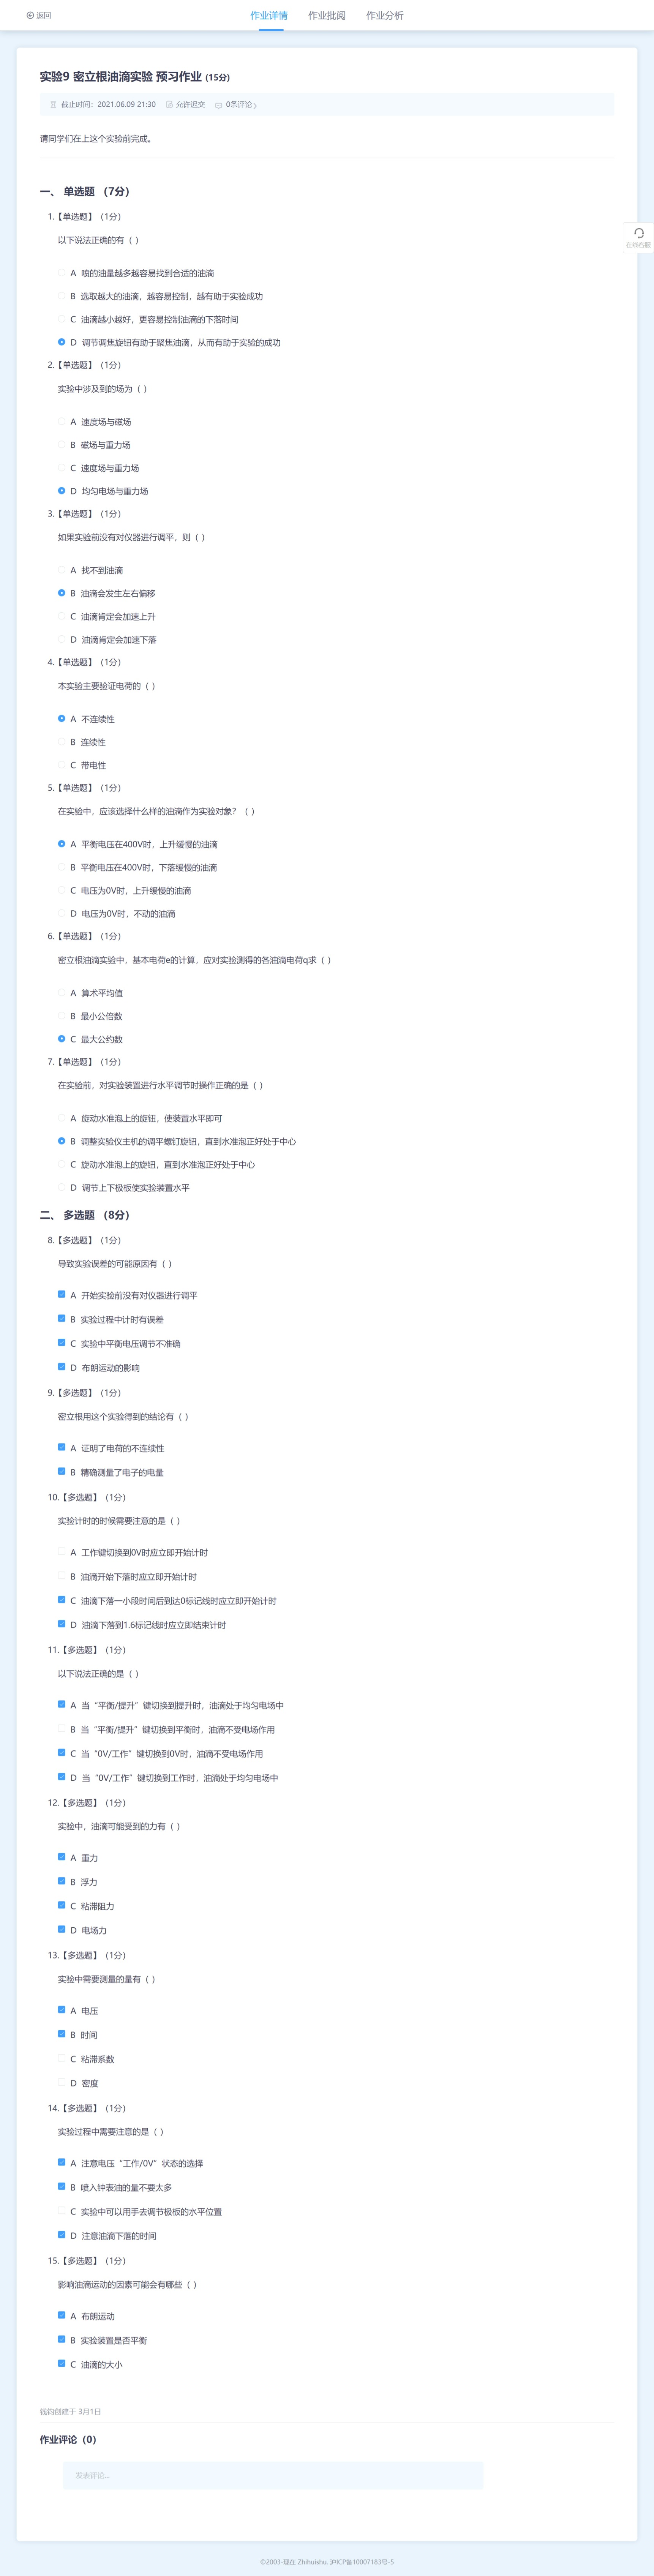 返回
作业详情 作业批阅 作业分析
实验9 密立根油滴实验 预习作业 (15分)
截止时间：2021.06.09 21:30 允许迟交 0条评论
请同学们在上这个实验前完成。
在线客服
一、 单选题 （7分）
1.【单选题】（1分）
以下说法正确的有（ ）
A 喷的油量越多越容易找到合适的油滴
B 选取越大的油滴，越容易控制，越有助于实验成功
C 油滴越小越好，更容易控制油滴的下落时间
D 调节调焦旋钮有助于聚焦油滴，从而有助于实验的成功
2.【单选题】（1分）
实验中涉及到的场为（ ）
A 速度场与磁场
B 磁场与重力场
C 速度场与重力场
D 均匀电场与重力场
3.【单选题】（1分）
如果实验前没有对仪器进行调平，则（ ）
A 找不到油滴
B 油滴会发生左右偏移
C 油滴肯定会加速上升
D 油滴肯定会加速下落
4.【单选题】（1分）
本实验主要验证电荷的（ ）
A 不连续性
B 连续性
C 带电性
5.【单选题】（1分）
在实验中，应该选择什么样的油滴作为实验对象？（ ）
A 平衡电压在400V时，上升缓慢的油滴
B 平衡电压在400V时，下落缓慢的油滴
C 电压为0V时，上升缓慢的油滴
D 电压为0V时，不动的油滴
6.【单选题】（1分）
密立根油滴实验中，基本电荷e的计算，应对实验测得的各油滴电荷q求（ ）
A 算术平均值
B 最小公倍数
C 最大公约数
7.【单选题】（1分）
在实验前，对实验装置进行水平调节时操作正确的是（ ）
A 旋动水准泡上的旋钮，使装置水平即可
B 调整实验仪主机的调平螺钉旋钮，直到水准泡正好处于中心
C 旋动水准泡上的旋钮，直到水准泡正好处于中心
D 调节上下极板使实验装置水平
二、 多选题 （8分）
8.【多选题】（1分）
导致实验误差的可能原因有（ ）
A 开始实验前没有对仪器进行调平
B 实验过程中计时有误差
C 实验中平衡电压调节不准确
D 布朗运动的影响
9.【多选题】（1分）
密立根用这个实验得到的结论有（ ）
A 证明了电荷的不连续性
B 精确测量了电子的电量
10.【多选题】（1分）
实验计时的时候需要注意的是（ ）
A 工作键切换到0V时应立即开始计时
B 油滴开始下落时应立即开始计时
C 油滴下落一小段时间后到达0标记线时应立即开始计时
D 油滴下落到1.6标记线时应立即结束计时
11.【多选题】（1分）
以下说法正确的是（ ）
A 当“平衡/提升”键切换到提升时，油滴处于均匀电场中
B 当“平衡/提升”键切换到平衡时，油滴不受电场作用
C 当“0V/工作”键切换到0V时，油滴不受电场作用
D 当“0V/工作”键切换到工作时，油滴处于均匀电场中
12.【多选题】（1分）
实验中，油滴可能受到的力有（ ）
A 重力
B 浮力
C 粘滞阻力
D 电场力
13.【多选题】（1分）
实验中需要测量的量有（ ）
A 电压
B 时间
C 粘滞系数
D 密度
14.【多选题】（1分）
实验过程中需要注意的是（ ）
A 注意电压“工作/0V”状态的选择
B 喷入钟表油的量不要太多
C 实验中可以用手去调节极板的水平位置
D 注意油滴下落的时间
15.【多选题】（1分）
影响油滴运动的因素可能会有哪些（ ）
A 布朗运动
B 实验装置是否平衡
C 油滴的大小
钱钧创建于 3月1日
作业评论（0）
发表评论...
©2003-现在 Zhihuishu. 沪ICP备10007183号-5